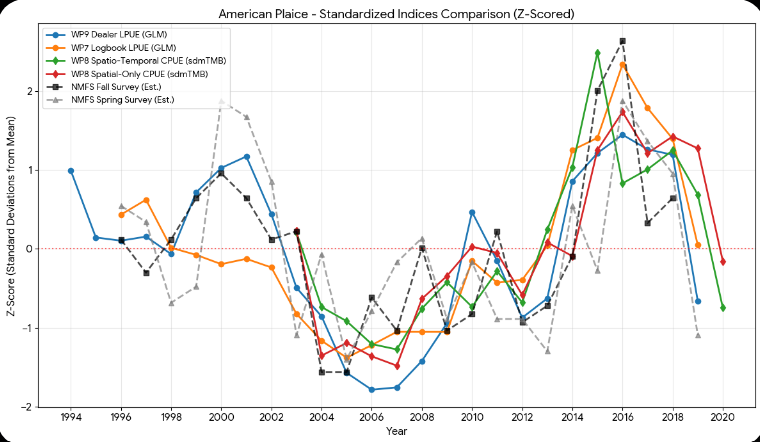 American Plaice - Standardized Indices Comparison (Z-Scored)
WP9 Dealer LPUE (GLM)
WP7 Logbook LPUE (GLM)
WP8 Spatio-Temporal CPUE (sdmTMB)
WP8 Spatial-Only CPUE (sdmTMB)
NMFS Fall Survey (Est.)
NMFS Spring Survey (Est.)
Z-Score (Standard Deviations from Mean)
2
1
0
−1
−2
1994 1996 1998 2000 2002 2004 2006 2008 2010 2012 2014 2016 2018 2020
Year